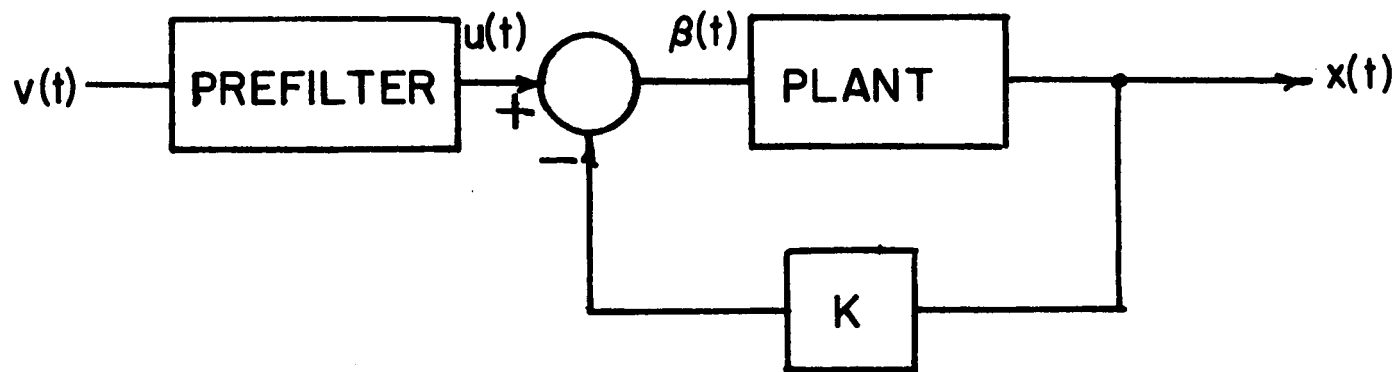 v(t)
PREFILTER
u(t)
+
−
β(t)
PLANT
x(t)
K